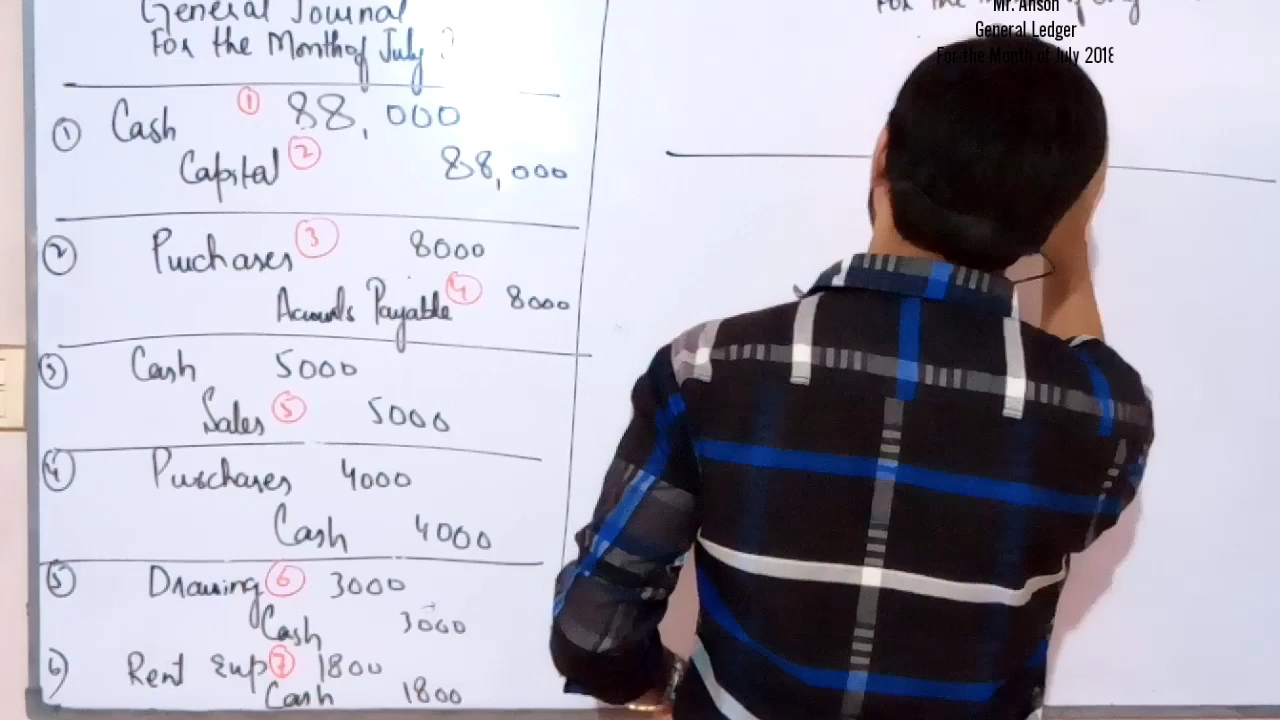 General Journal
For the Month of July
① Cash ① 88,000
Capital ② 88,000
② Purchases ③ 8000
Accounts Payable ④ 8000
③ Cash 5000
Sales ⑤ 5000
④ Purchases 4000
Cash 4000
⑤ Drawing ⑥ 3000
Cash 3000
⑥ Rent Exp ⑦ 1800
Cash 1800
For the
Mr. Anson
General Ledger
For the Month of July 2018